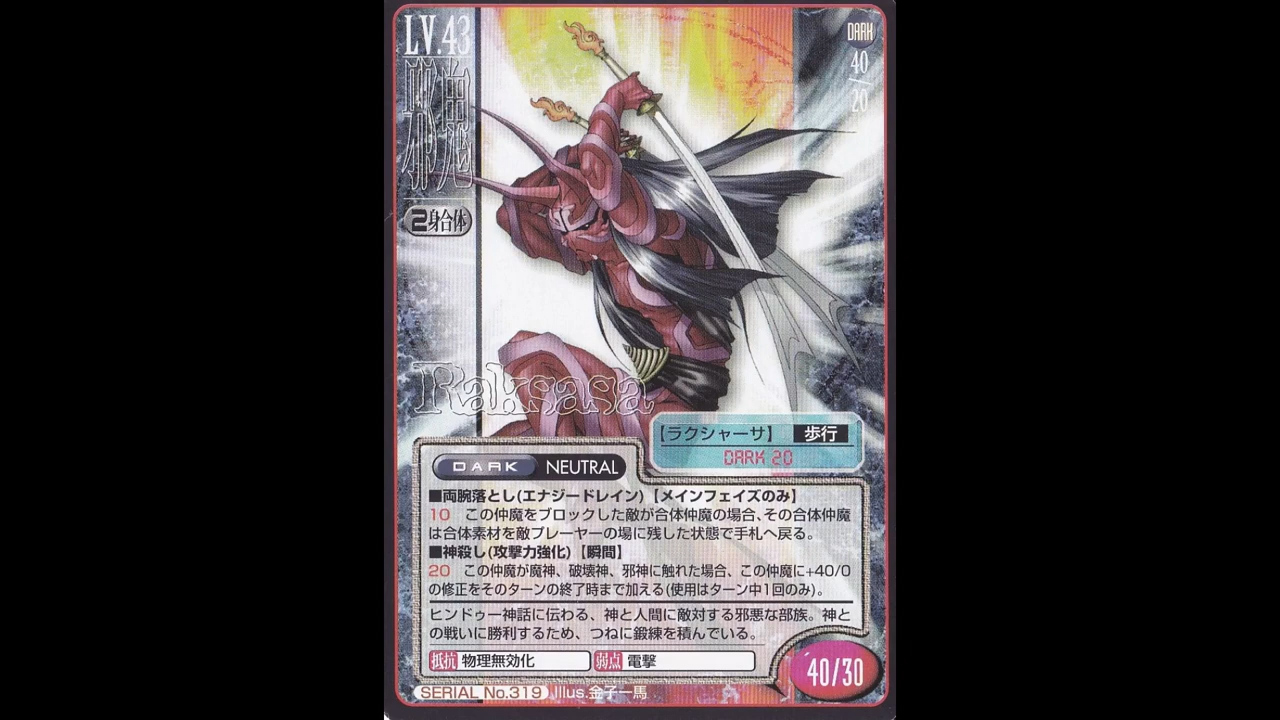 LV.43
邪鬼
2身合体
DARK
40
20
Raksasa
【ラクシャーサ】 歩行
DARK 20
DARK NEUTRAL
■両腕落とし(エナジードレイン)【メインフェイズのみ】
10 この仲魔をブロックした敵が合体仲魔の場合、その合体仲魔
は合体素材を敵プレーヤーの場に残した状態で手札へ戻る。
■神殺し(攻撃力強化)【瞬間】
20 この仲魔が魔神、破壊神、邪神に触れた場合、この仲魔に+40/0
の修正をそのターンの終了時まで加える(使用はターン中1回のみ)。
ヒンドゥー神話に伝わる、神と人間に敵対する邪悪な部族。神と
の戦いに勝利するため、つねに鍛練を積んでいる。
抵抗 物理無効化 弱点 電撃
40/30
SERIAL No.319 Illus.金子一馬